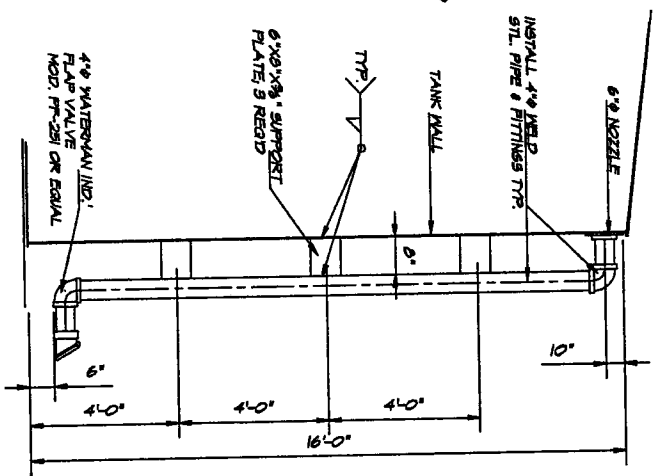 6"Φ NOZZLE
INSTALL 4"Φ WELD
STL. PIPE & FITTINGS TYP.
TANK WALL
TYP.
6"X8"X3/8" SUPPORT
PLATE, 3 REQ'D
4"Φ WATERMAN IND.'
FLAP VALVE
MOD. PF-251 OR EQUAL
8"
10"
6"
4'-0"
4'-0"
4'-0"
16'-0"